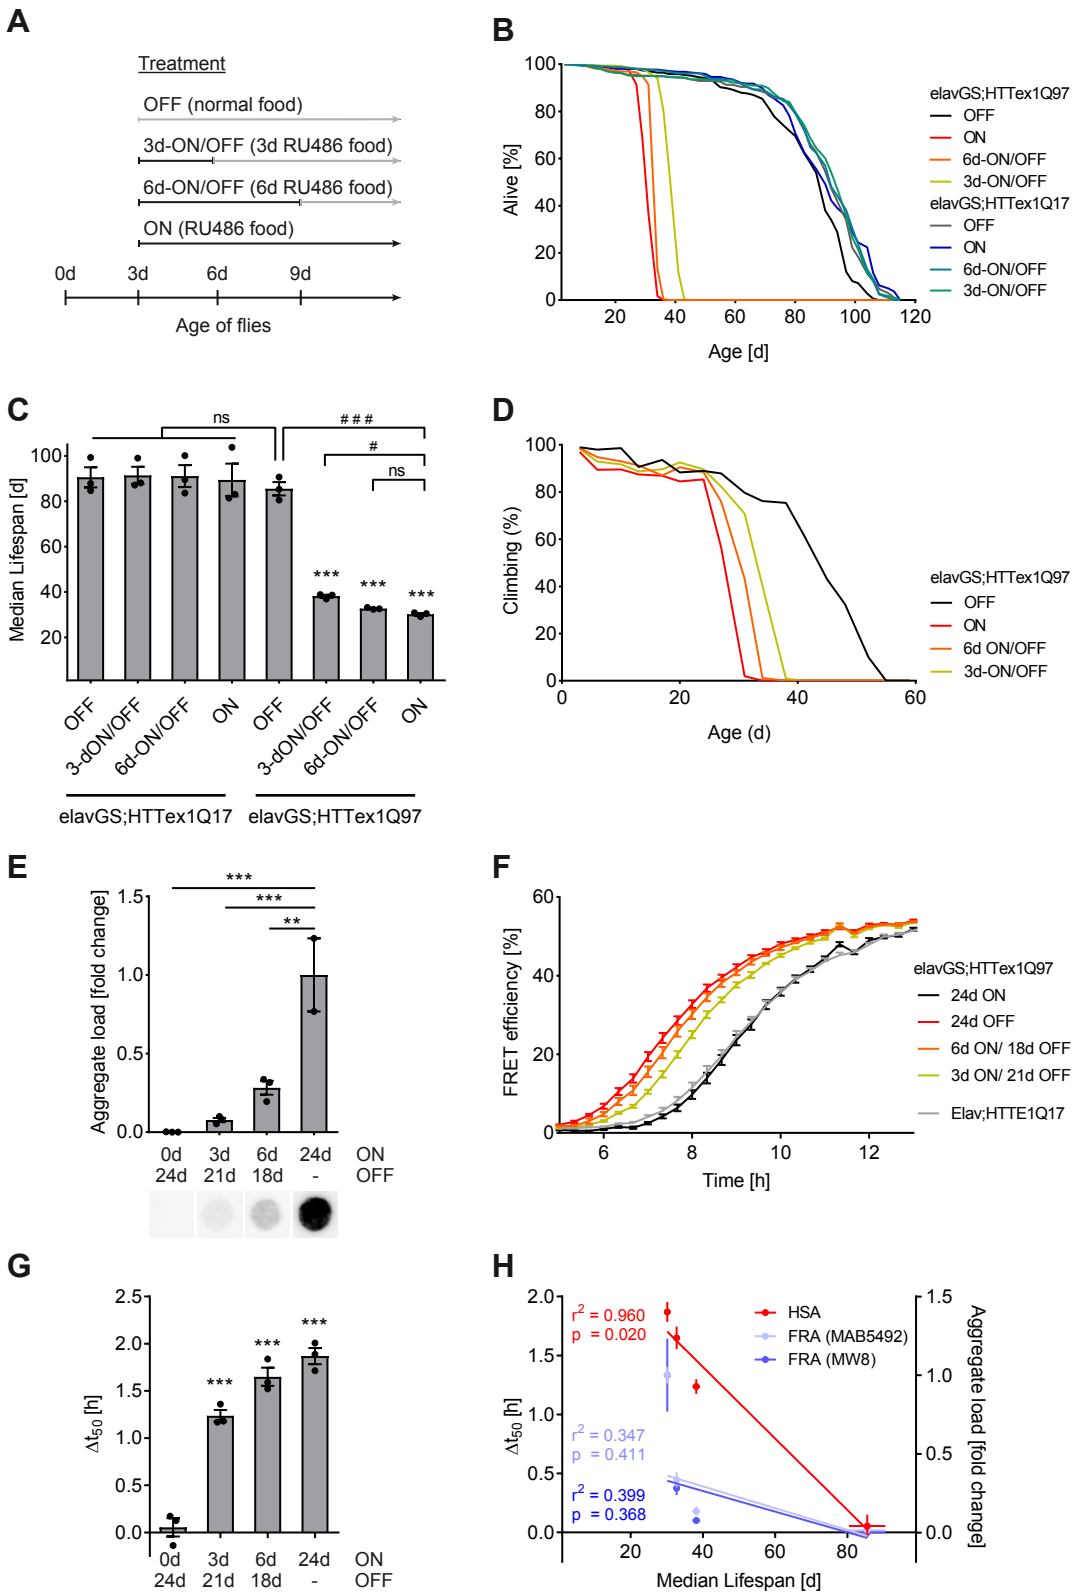 A
Treatment
OFF (normal food)
3d-ON/OFF (3d RU486 food)
6d-ON/OFF (6d RU486 food)
ON (RU486 food)
0d 3d 6d 9d
Age of flies
B
Alive [%]
100
80
60
40
20
0
20 40 60 80 100 120
Age [d]
elavGS;HTTex1Q97
OFF
ON
6d-ON/OFF
3d-ON/OFF
elavGS;HTTex1Q17
OFF
ON
6d-ON/OFF
3d-ON/OFF
C
Median Lifespan [d]
100
80
60
40
20
ns
# # #
#
ns
*** *** ***
OFF 3-dON/OFF 6d-ON/OFF ON OFF 3-dON/OFF 6d-ON/OFF ON
elavGS;HTTex1Q17 elavGS;HTTex1Q97
D
Climbing (%)
100
80
60
40
20
0
0 20 40 60
Age (d)
elavGS;HTTex1Q97
OFF
ON
6d ON/OFF
3d-ON/OFF
E
Aggregate load [fold change]
1.5
1.0
0.5
0.0
***
***
**
0d 3d 6d 24d ON
24d 21d 18d - OFF
F
FRET efficiency [%]
60
40
20
0
6 8 10 12
Time [h]
elavGS;HTTex1Q97
24d ON
24d OFF
6d ON/ 18d OFF
3d ON/ 21d OFF
Elav;HTTE1Q17
G
Δt50 [h]
2.5
2.0
1.5
1.0
0.5
0.0
*** *** ***
0d 3d 6d 24d ON
24d 21d 18d - OFF
H
Δt50 [h]
2.0
1.5
1.0
0.5
0.0
r2 = 0.960
p = 0.020
r2 = 0.347
p = 0.411
r2 = 0.399
p = 0.368
HSA
FRA (MAB5492)
FRA (MW8)
20 40 60 80
Median Lifespan [d]
1.5
1.0
0.5
0.0
Aggregate load [fold change]